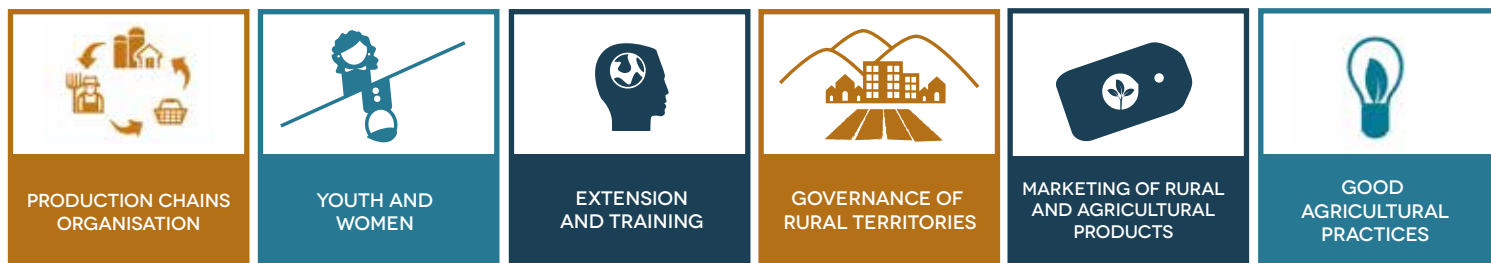 PRODUCTION CHAINS
ORGANISATION
YOUTH AND
WOMEN
EXTENSION
AND TRAINING
GOVERNANCE OF
RURAL TERRITORIES
MARKETING OF RURAL
AND AGRICULTURAL
PRODUCTS
GOOD
AGRICULTURAL
PRACTICES